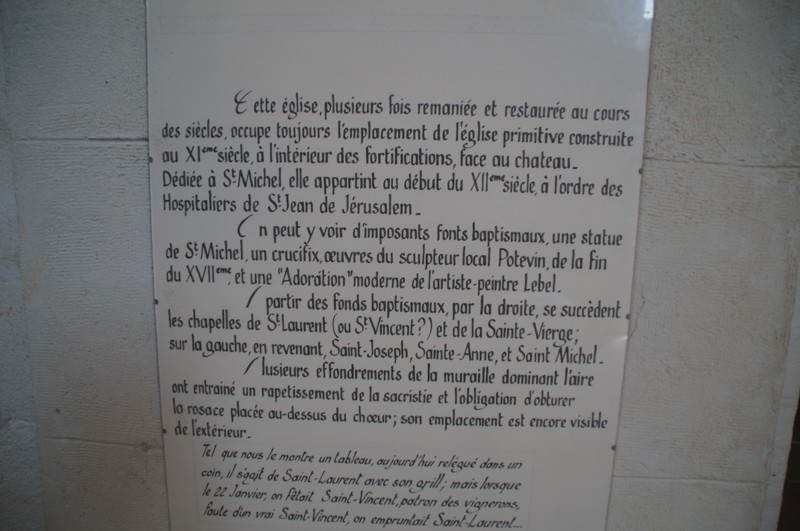 Cette église, plusieurs fois remaniée et restaurée au cours
des siècles, occupe toujours l'emplacement de l'église primitive construite
au XIème siècle, à l'intérieur des fortifications, face au chateau_
Dédiée à St Michel, elle appartint au début du XIIème siècle, à l'ordre des
Hospitaliers de St Jean de Jérusalem_
On peut y voir d'imposants fonts baptismaux, une statue
de St Michel, un crucifix, œuvres du sculpteur local Potevin, de la fin
du XVIIème, et une "Adoration" moderne de l'artiste-peintre Lebel_
partir des fonds baptismaux, par la droite, se succèdent
les chapelles de St Laurent (ou St Vincent?) et de la Sainte-Vierge;
sur la gauche, en revenant, Saint-Joseph, Sainte-Anne, et Saint Michel_
lusieurs effondrements de la muraille dominant l'aire
ont entrainé un rapetissement de la sacristie et l'obligation d'obturer
la rosace placée au-dessus du chœur; son emplacement est encore visible
de l'extérieur_
Tel que nous le montre un tableau, aujourd'hui relégué dans un
coin, il s'agit de Saint-Laurent avec son grill; mais lorsque
le 22 Janvier, on fêtait Saint-Vincent, patron des vignerons,
faute d'un vrai Saint-Vincent, on empruntait Saint-Laurent...